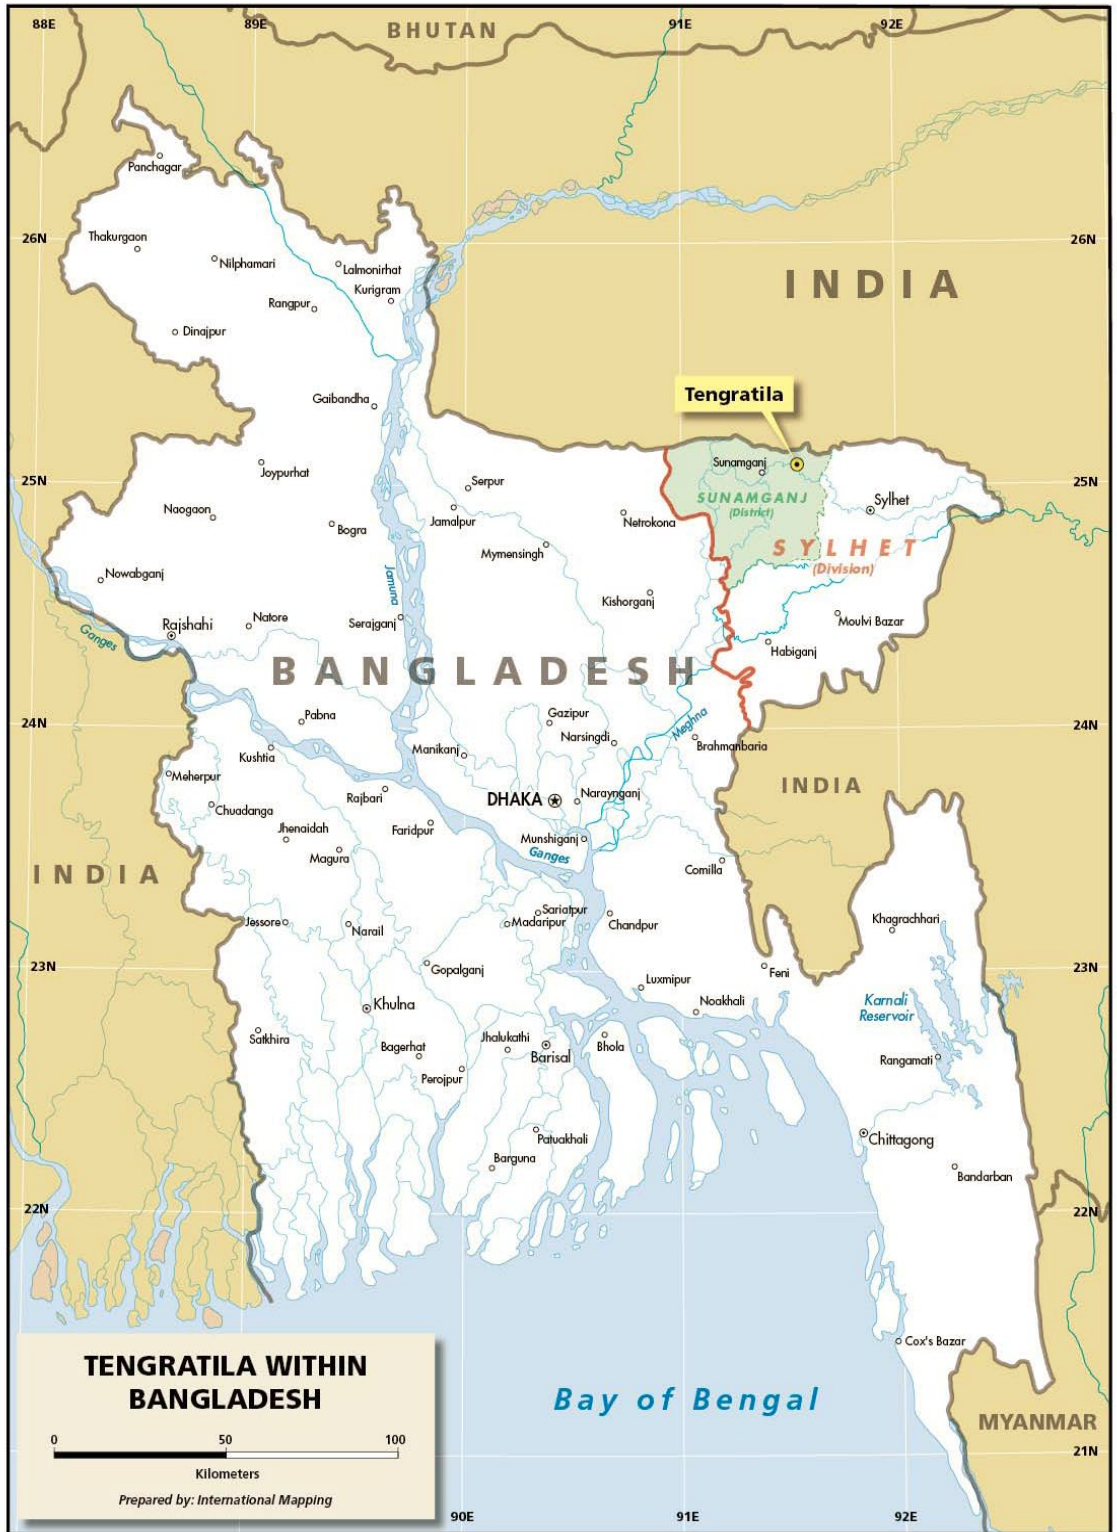 88E
89E
91E
92E
BHUTAN
Panchagar
Thakurgaon
26N
26N
Nilphamari
Lalmonirhat
Kurigram
INDIA
Rangpur
Dinajpur
Tengratila
Gaibandha
Sunamganj
Joypurhat
Serpur
25N
25N
SUNAMGANJ
(District)
Sylhet
Naogaon
Jamalpur
Netrokona
Bogra
Mymensingh
SYLHET
(Division)
Nowabganj
Jamuna
Kishorganj
Rajshahi
Natore
Serajganj
Moulvi Bazar
Ganges
Habiganj
BANGLADESH
Pabna
Gazipur
24N
24N
Meghna
Narsingdi
Kushtia
Manikanj
Brahmanbaria
Meherpur
INDIA
Rajbari
DHAKA
Naraynganj
Chuadanga
Jhenaidah
Faridpur
Munshiganj
Magura
Ganges
INDIA
Comilla
Sariatpur
Khagrachhari
Jessore
Madaripur
Chandpur
Narail
23N
Gopalganj
Feni
23N
Luxmipur
Khulna
Noakhali
Karnali
Reservoir
Satkhira
Jhalukathi
Bagerhat
Barisal
Bhola
Rangamati
Perojpur
Patuakhali
Chittagong
Barguna
Bandarban
22N
22N
Cox's Bazar
TENGRATILA WITHIN
BANGLADESH
Bay of Bengal
MYANMAR
0 50 100
Kilometers
21N
Prepared by: International Mapping
90E
91E
92E